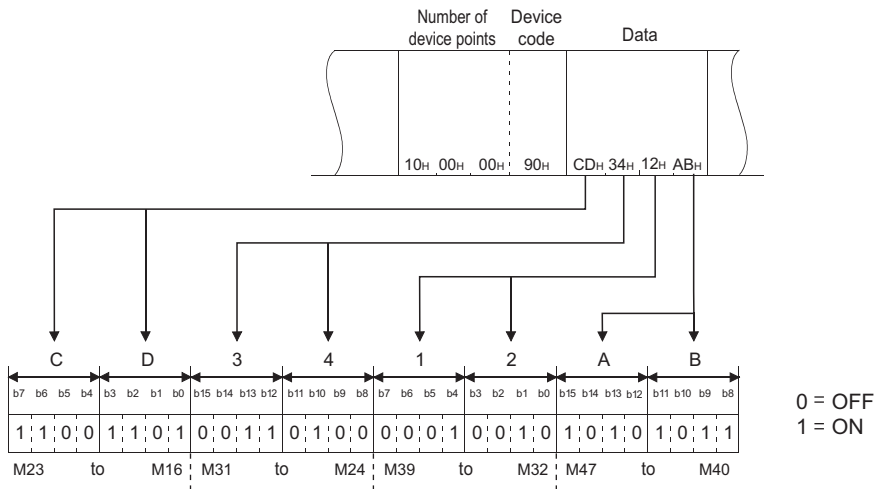 Number of device points Device code Data
10H 00H 00H 90H CDH 34H 12H ABH
C D 3 4 1 2 A B
b7 b6 b5 b4 b3 b2 b1 b0 b15 b14 b13 b12 b11 b10 b9 b8 b7 b6 b5 b4 b3 b2 b1 b0 b15 b14 b13 b12 b11 b10 b9 b8
1 1 0 0 1 1 0 1 0 0 1 1 0 1 0 0 0 0 0 1 0 0 1 0 1 0 1 0 1 0 1 1
M23 to M16 M31 to M24 M39 to M32 M47 to M40
0 = OFF
1 = ON